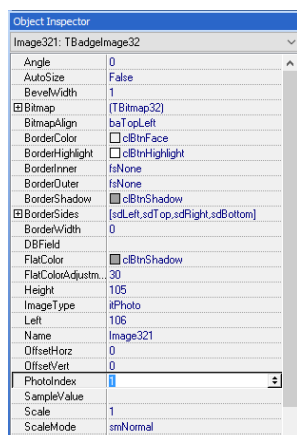 Object Inspector
Image321: TBadgeImage32
Angle 0
AutoSize False
BevelWidth 1
Bitmap (TBitmap32)
BitmapAlign baTopLeft
BorderColor clBtnFace
BorderHighlight clBtnHighlight
BorderInner fsNone
BorderOuter fsNone
BorderShadow clBtnShadow
BorderSides [sdLeft,sdTop,sdRight,sdBottom]
BorderWidth 0
DBField
FlatColor clBtnShadow
FlatColorAdjustm... 30
Height 105
ImageType itPhoto
Left 106
Name Image321
OffsetHorz 0
OffsetVert 0
PhotoIndex 1
SampleValue
Scale 1
ScaleMode smNormal